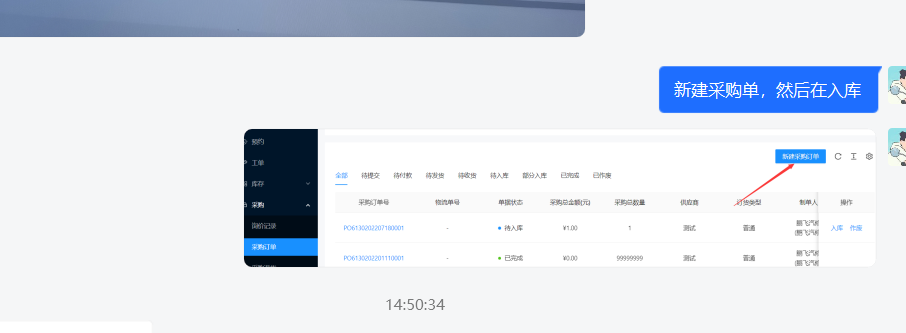 新建采购单，然后在入库
预约
工单
库存
采购
询价记录
采购订单
新建采购订单
全部 待提交 待付款 待发货 待收货 待入库 部分入库 已完成 已作废
采购订单号 物流单号 单据状态 采购总金额(元) 采购总数量 供应商 订货类型 制单人 操作
PO6130202207180001 - 待入库 ¥1.00 1 测试 普通 入库 作废
PO6130202201110001 - 已完成 ¥0.00 99999999 测试 普通
14:50:34